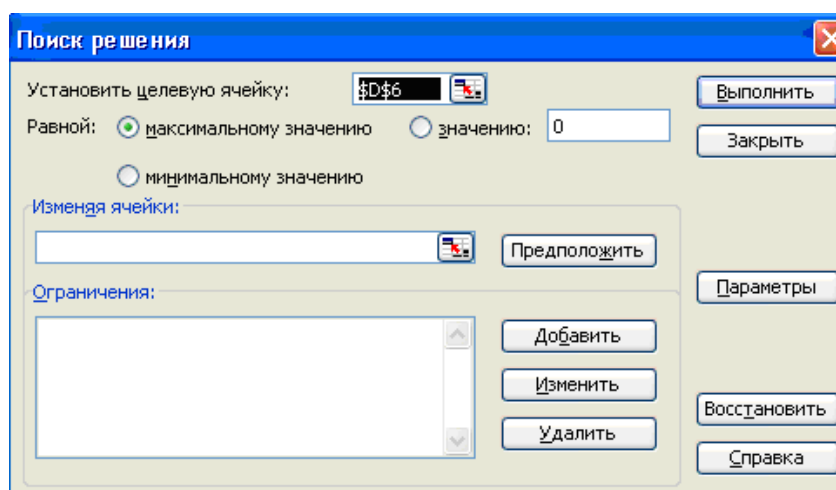 Поиск решения
Установить целевую ячейку: $D$6 Выполнить
Равной: максимальному значению значению: 0 Закрыть
минимальному значению
Изменяя ячейки:
Предположить
Ограничения: Параметры
Добавить
Изменить
Восстановить
Удалить
Справка